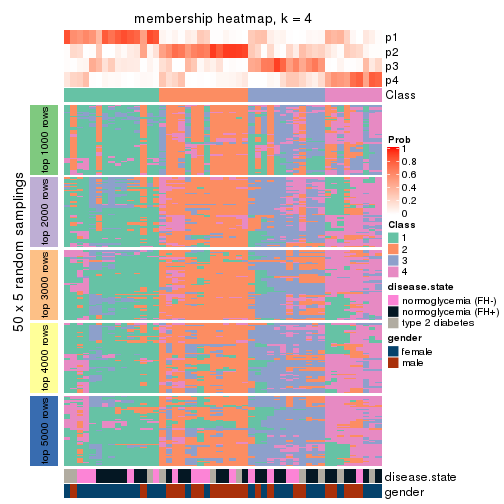 membership heatmap, k = 4
p1
p2
p3
p4
Class
50 x 5 random samplings
top 1000 rows
top 2000 rows
top 3000 rows
top 4000 rows
top 5000 rows
Prob
1
0.8
0.6
0.4
0.2
0
Class
1
2
3
4
disease.state
normoglycemia (FH-)
normoglycemia (FH+)
type 2 diabetes
gender
female
male
disease.state
gender